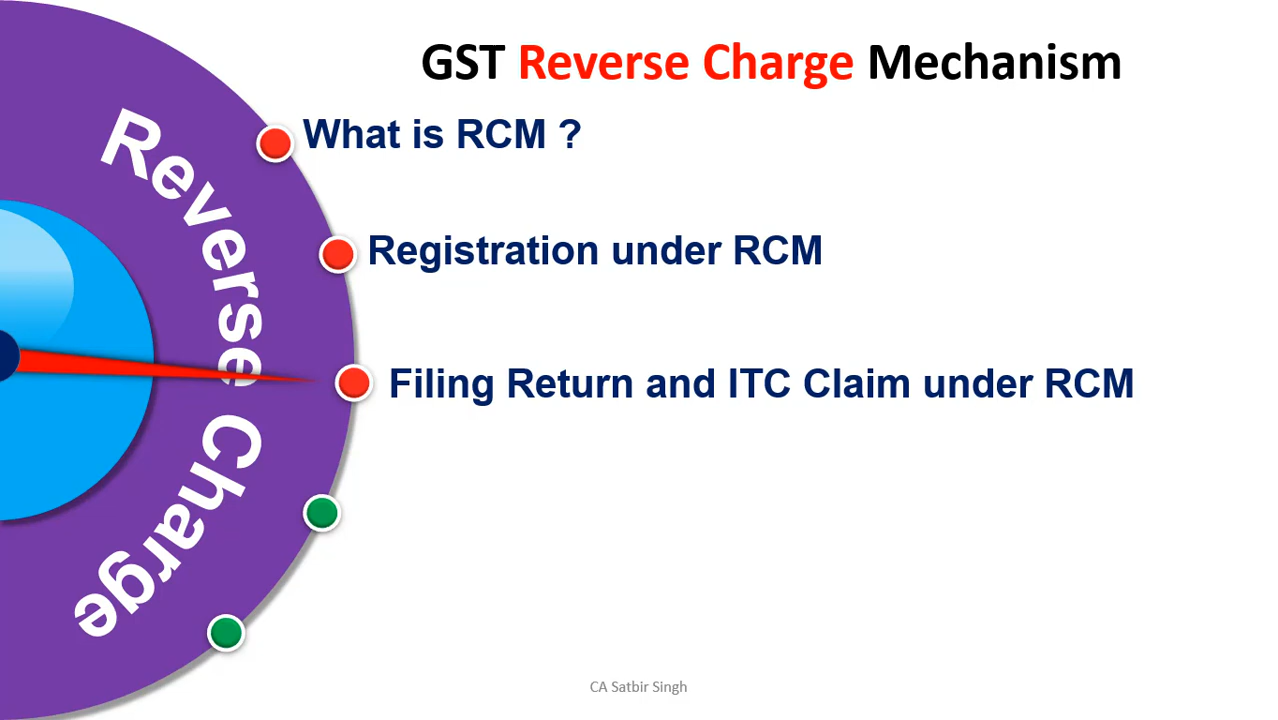 GST Reverse Charge Mechanism
What is RCM ?
Registration under RCM
Filing Return and ITC Claim under RCM
Reverse Charge
CA Satbir Singh